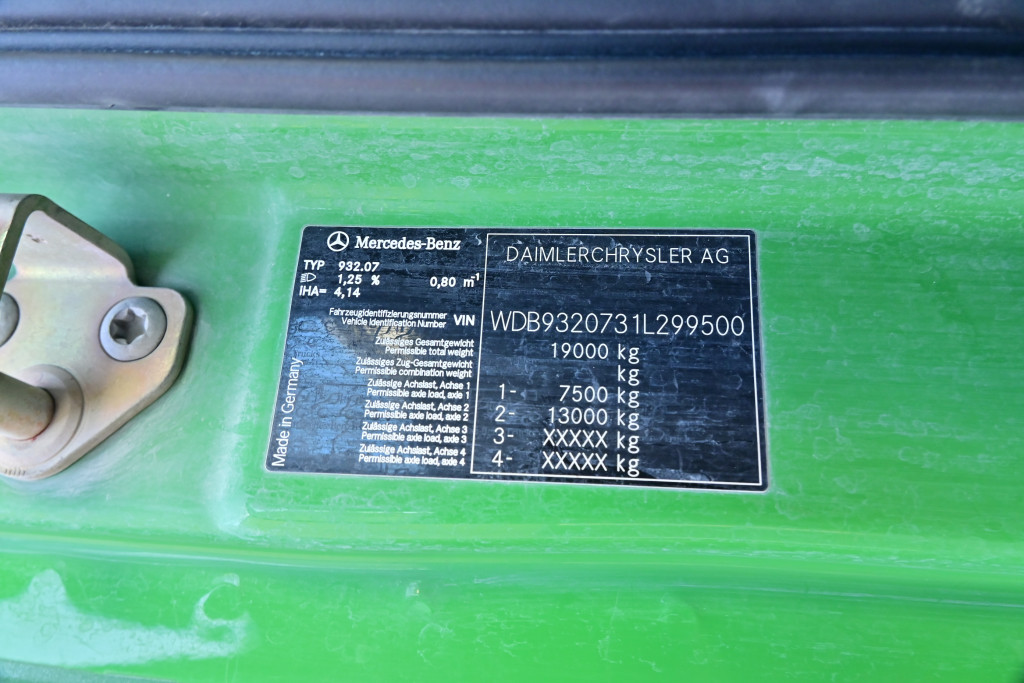 Mercedes-Benz
TYP 932.07
1,25 % 0,80 m-1
IHA= 4,14
DAIMLERCHRYSLER AG
Fahrzeugidentifizierungsnummer
Vehicle Identification Number VIN WDB9320731L299500
Zulässiges Gesamtgewicht
Permissible total weight 19000 kg
Zulässiges Zug-Gesamtgewicht
Permissible combination weight kg
Zulässige Achslast, Achse 1
Permissible axle load, axle 1 1- 7500 kg
Zulässige Achslast, Achse 2
Permissible axle load, axle 2 2- 13000 kg
Zulässige Achslast, Achse 3
Permissible axle load, axle 3 3- XXXXX kg
Zulässige Achslast, Achse 4
Permissible axle load, axle 4 4- XXXXX kg
Made in Germany